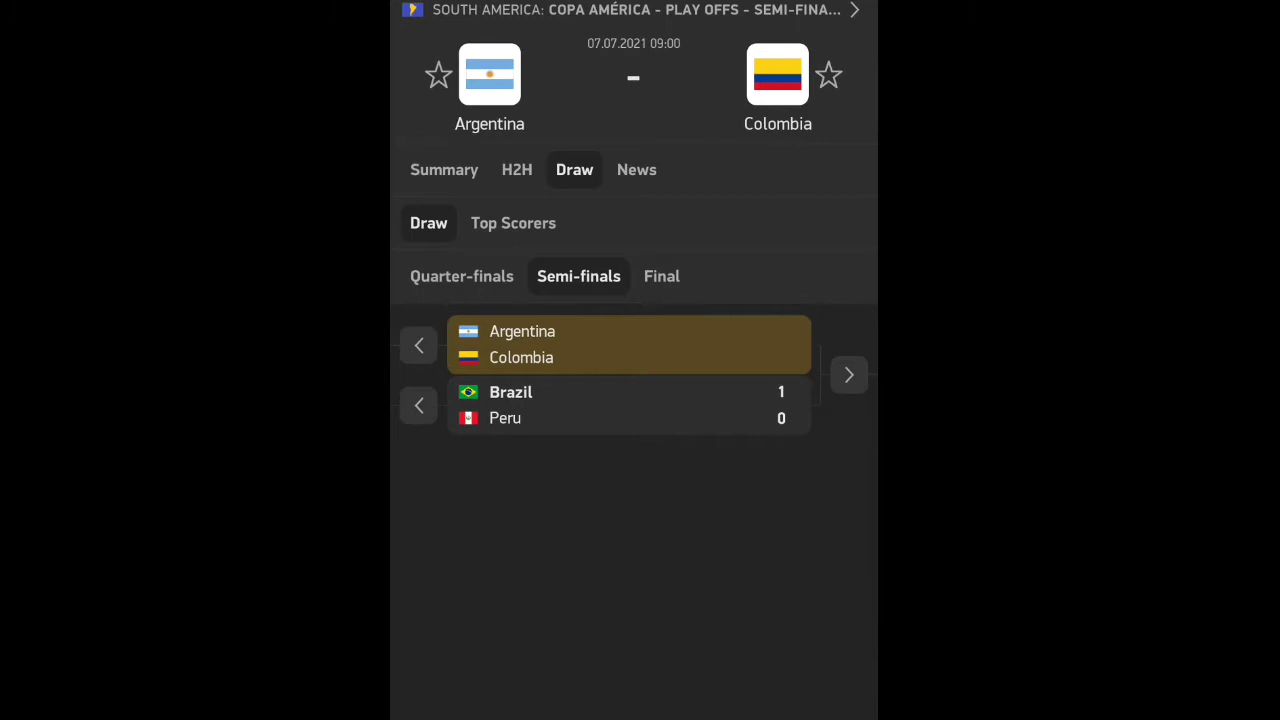 SOUTH AMERICA: COPA AMÉRICA - PLAY OFFS - SEMI-FINA...
07.07.2021 09:00
-
Argentina Colombia
Summary H2H Draw News
Draw Top Scorers
Quarter-finals Semi-finals Final
Argentina
Colombia
Brazil 1
Peru 0